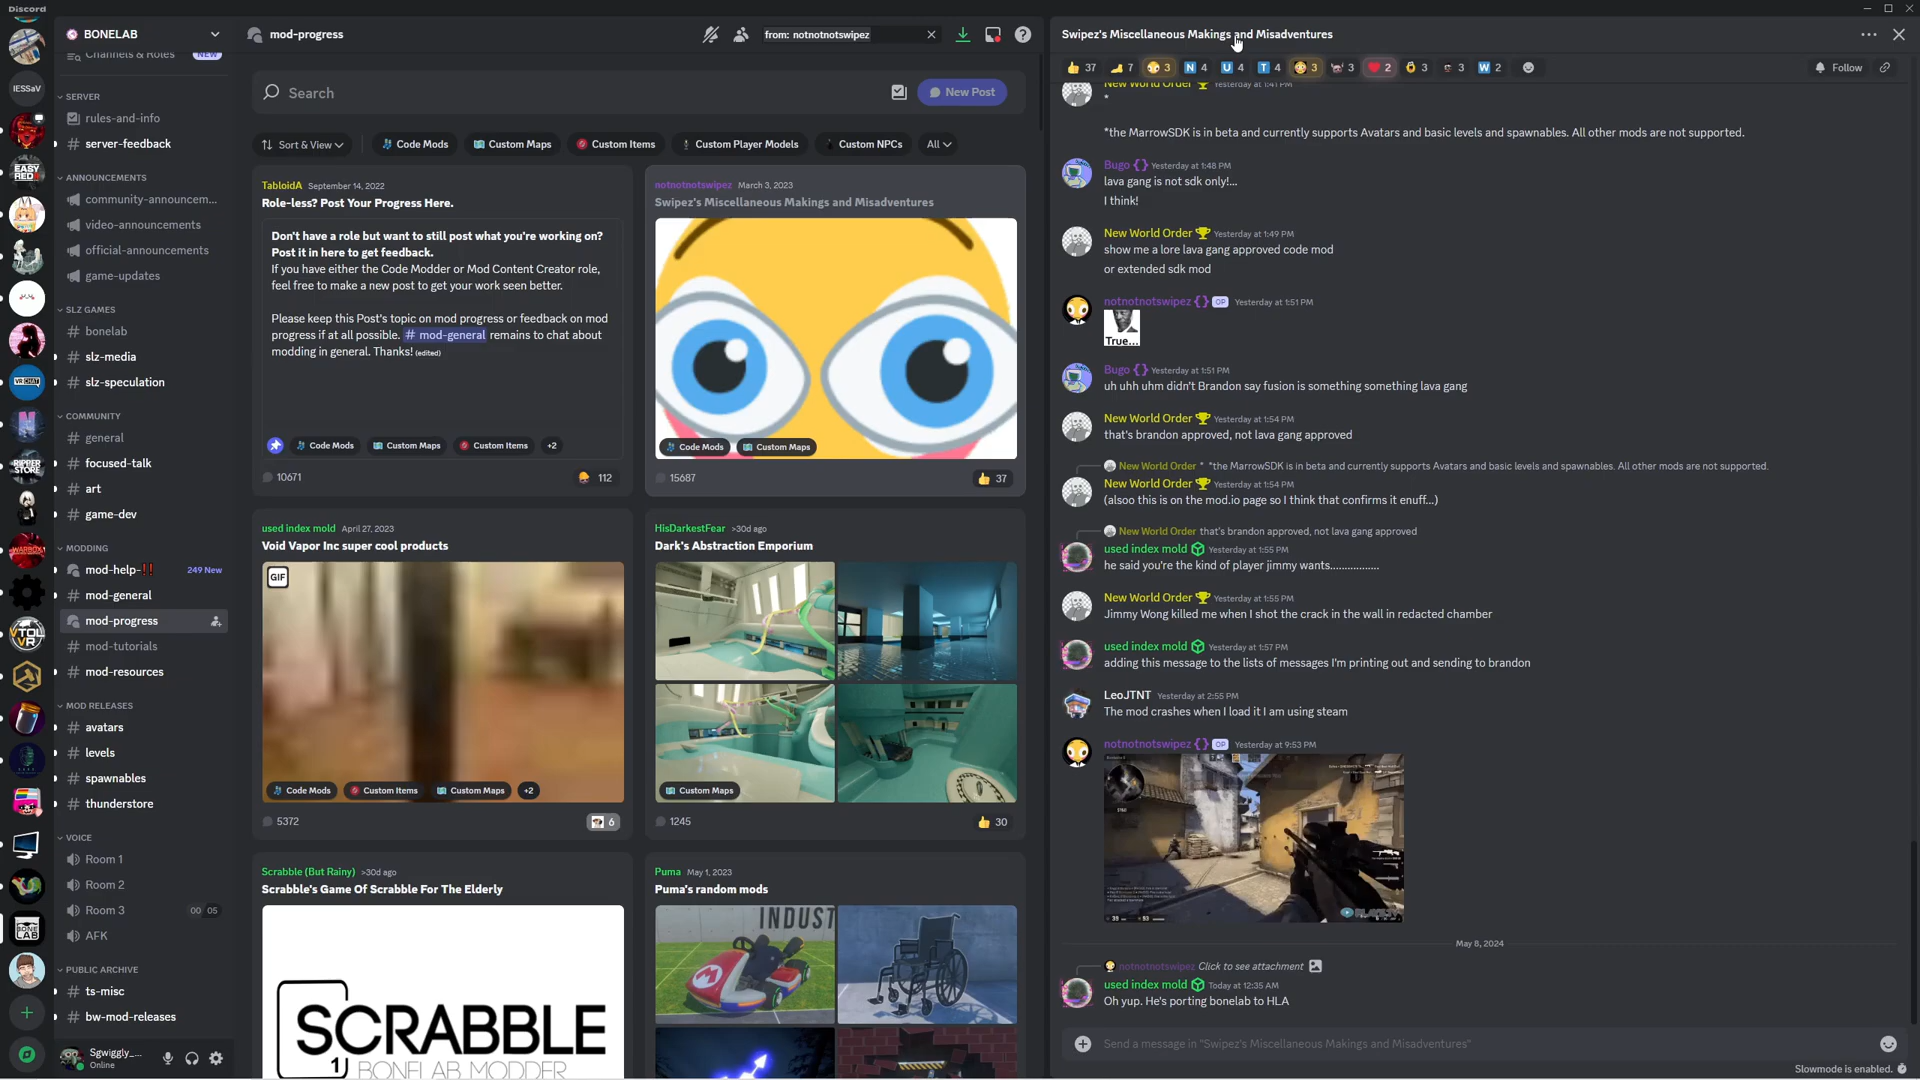 Discord
BONELAB
Channels & Roles
NEW
SERVER
rules-and-info
server-feedback
ANNOUNCEMENTS
community-announcem...
video-announcements
official-announcements
game-updates
SLZ GAMES
bonelab
slz-media
slz-speculation
COMMUNITY
general
focused-talk
art
game-dev
MODDING
mod-help-!!
249 New
mod-general
mod-progress
mod-tutorials
mod-resources
MOD RELEASES
avatars
levels
spawnables
thunderstore
VOICE
Room 1
Room 2
Room 3
00 05
AFK
PUBLIC ARCHIVE
ts-misc
bw-mod-releases
Sgwiggly_...
Online
IESSaV
EASY RED
VRCHAT
RIPPER STORE
WARBOX
VTOL VR
BONE LAB
mod-progress
from: notnotnotswipez
Search
New Post
Sort & View
Code Mods
Custom Maps
Custom Items
Custom Player Models
Custom NPCs
All
TabloidA September 14, 2022
Role-less? Post Your Progress Here.
Don't have a role but want to still post what you're working on?
Post it in here to get feedback.
If you have either the Code Modder or Mod Content Creator role,
feel free to make a new post to get your work seen better.
Please keep this Post's topic on mod progress or feedback on mod
progress if at all possible. # mod-general remains to chat about
modding in general. Thanks! (edited)
Code Mods Custom Maps Custom Items +2
10671
112
notnotnotswipez March 3, 2023
Swipez's Miscellaneous Makings and Misadventures
Code Mods Custom Maps
15687
37
used index mold April 27, 2023
Void Vapor Inc super cool products
GIF
Code Mods Custom Items Custom Maps +2
5372
6
HisDarkestFear >30d ago
Dark's Abstraction Emporium
Custom Maps
1245
30
Scrabble (But Rainy) >30d ago
Scrabble's Game Of Scrabble For The Elderly
SCRABBLE
1
BONELAB MODDER
Puma May 1, 2023
Puma's random mods
INDUST
Swipez's Miscellaneous Makings and Misadventures
37 7 3 N 4 U 4 T 4 3 3 2 3 3 W 2
Follow
New World Order Yesterday at 1:41 PM
*
*the MarrowSDK is in beta and currently supports Avatars and basic levels and spawnables. All other mods are not supported.
Bugo {} Yesterday at 1:48 PM
lava gang is not sdk only!...
I think!
New World Order Yesterday at 1:49 PM
show me a lore lava gang approved code mod
or extended sdk mod
notnotnotswipez {} OP Yesterday at 1:51 PM
True...
Bugo {} Yesterday at 1:51 PM
uh uhh uhm didn't Brandon say fusion is something something lava gang
New World Order Yesterday at 1:54 PM
that's brandon approved, not lava gang approved
New World Order * *the MarrowSDK is in beta and currently supports Avatars and basic levels and spawnables. All other mods are not supported.
New World Order Yesterday at 1:54 PM
(alsoo this is on the mod.io page so I think that confirms it enuff...)
New World Order that's brandon approved, not lava gang approved
used index mold Yesterday at 1:55 PM
he said you're the kind of player jimmy wants.................
New World Order Yesterday at 1:55 PM
Jimmy Wong killed me when I shot the crack in the wall in redacted chamber
used index mold Yesterday at 1:57 PM
adding this message to the lists of messages I'm printing out and sending to brandon
LeoJTNT Yesterday at 2:55 PM
The mod crashes when I load it I am using steam
notnotnotswipez {} OP Yesterday at 9:53 PM
May 8, 2024
notnotnotswipez Click to see attachment
used index mold Today at 12:35 AM
Oh yup. He's porting bonelab to HLA
Send a message in "Swipez's Miscellaneous Makings and Misadventures"
Slowmode is enabled.